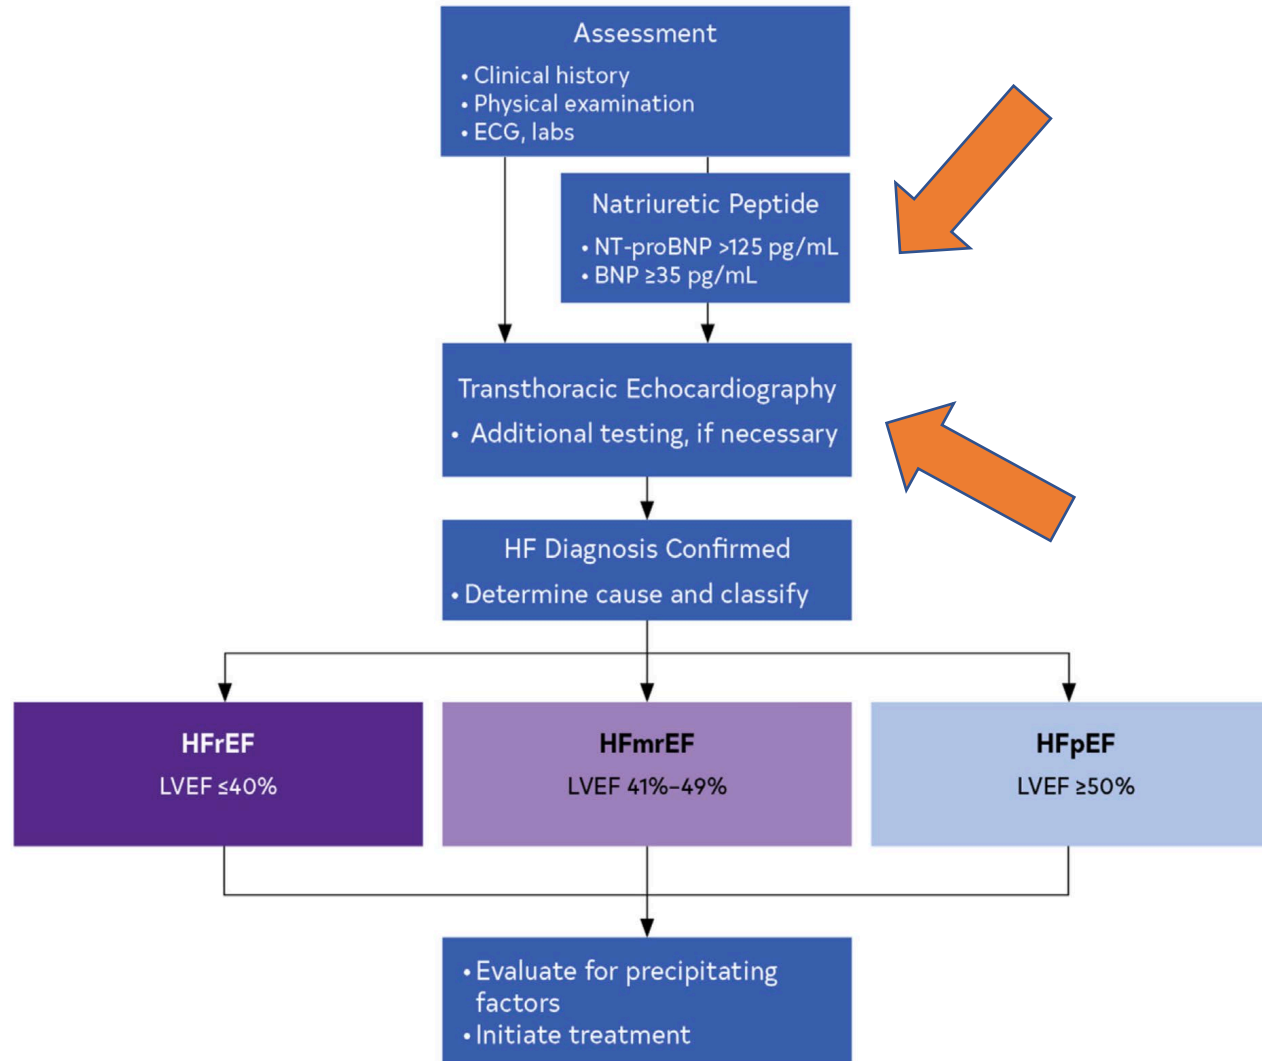 Assessment
• Clinical history
• Physical examination
• ECG, labs
Natriuretic Peptide
• NT-proBNP >125 pg/mL
• BNP ≥35 pg/mL
Transthoracic Echocardiography
• Additional testing, if necessary
HF Diagnosis Confirmed
• Determine cause and classify
HFrEF
LVEF ≤40%
HFmrEF
LVEF 41%–49%
HFpEF
LVEF ≥50%
• Evaluate for precipitating
factors
• Initiate treatment